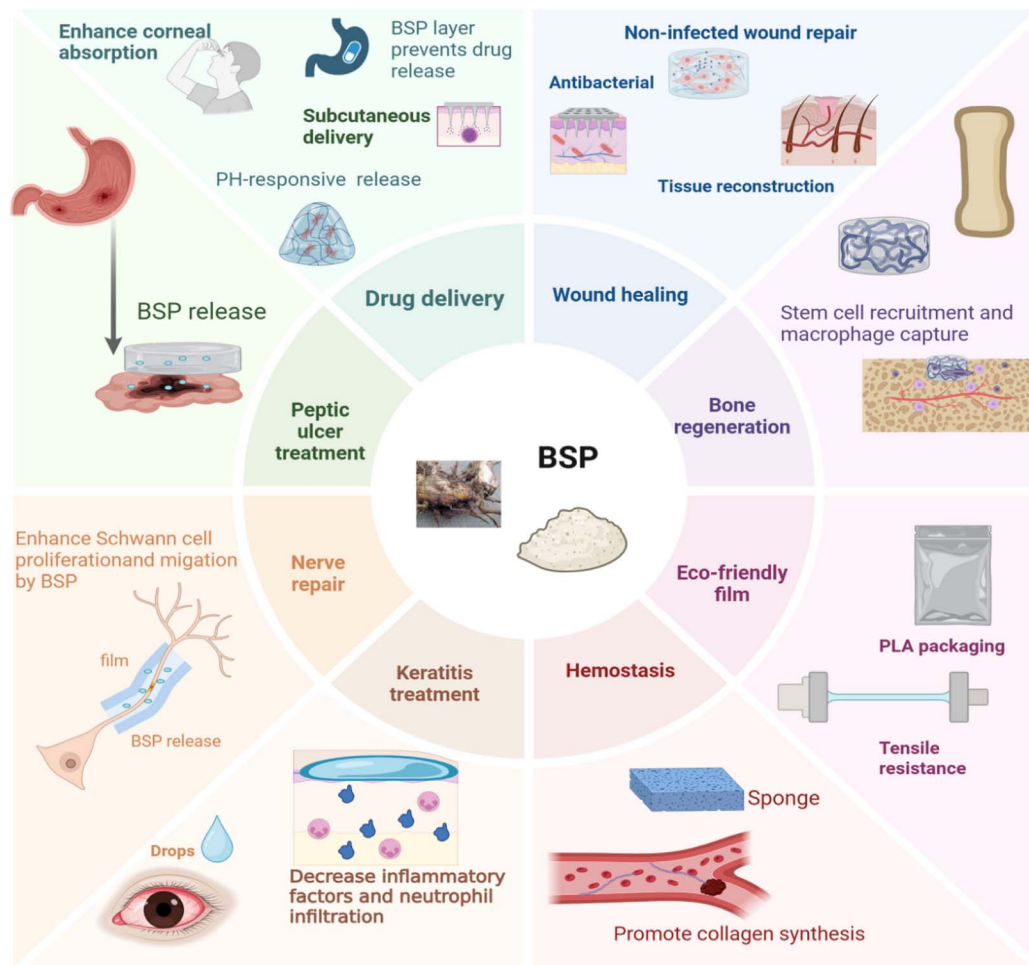 Enhance corneal
absorption
BSP layer
prevents drug
release
Subcutaneous
delivery
PH-responsive release
Non-infected wound repair
Antibacterial
Tissue reconstruction
BSP release
Stem cell recruitment and
macrophage capture
Drug delivery
Wound healing
Peptic
ulcer
treatment
Bone
regeneration
BSP
Nerve
repair
Eco-friendly
film
Keratitis
treatment
Hemostasis
Enhance Schwann cell
proliferationand migation
by BSP
film
BSP release
PLA packaging
Tensile
resistance
Drops
Decrease inflammatory
factors and neutrophil
infiltration
Sponge
Promote collagen synthesis